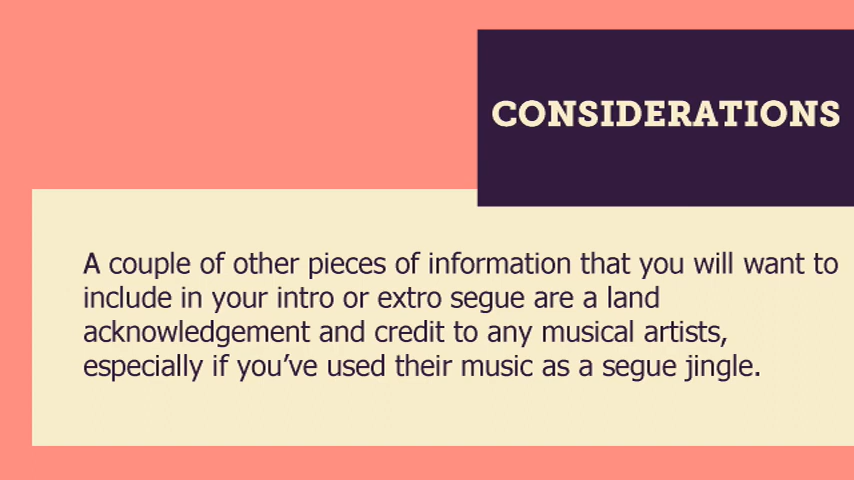 CONSIDERATIONS
A couple of other pieces of information that you will want to
include in your intro or extro segue are a land
acknowledgement and credit to any musical artists,
especially if you’ve used their music as a segue jingle.